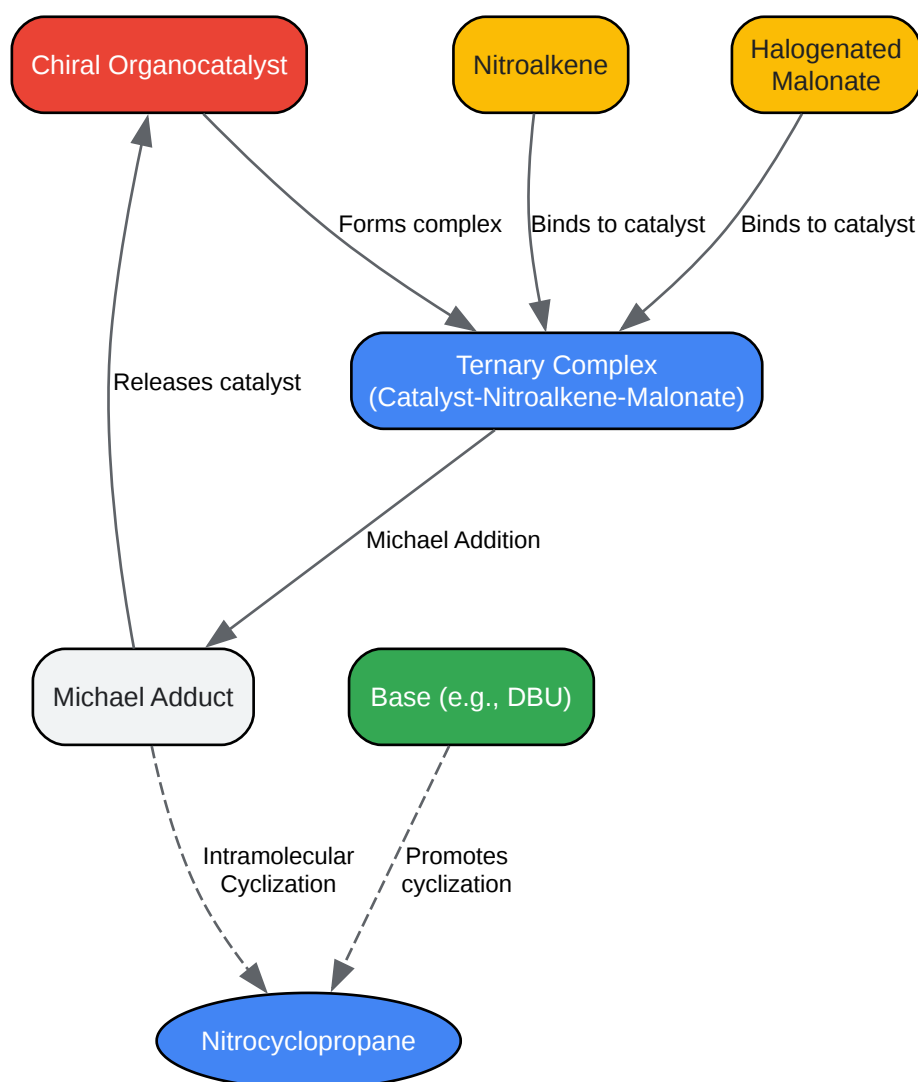 Chiral Organocatalyst
Nitroalkene
Halogenated
Malonate
Forms complex
Binds to catalyst
Binds to catalyst
Ternary Complex
(Catalyst-Nitroalkene-Malonate)
Releases catalyst
Michael Addition
Michael Adduct
Base (e.g., DBU)
Intramolecular
Cyclization
Promotes
cyclization
Nitrocyclopropane